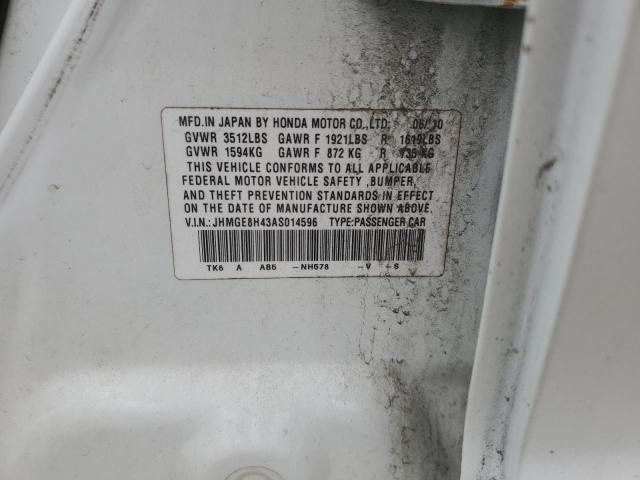 MFD.IN JAPAN BY HONDA MOTOR CO.,LTD. 06/10
GVWR 3512LBS GAWR F 1921LBS R 1619LBS
GVWR 1594KG GAWR F 872 KG R 735 KG
THIS VEHICLE CONFORMS TO ALL APPLICABLE
FEDERAL MOTOR VEHICLE SAFETY ,BUMPER,
AND THEFT PREVENTION STANDARDS IN EFFECT
ON THE DATE OF MANUFACTURE SHOWN ABOVE.
V.I.N.: JHMGE8H43AS014596 TYPE:PASSENGER CAR
TK6 A AB5 -NH578 -V -S